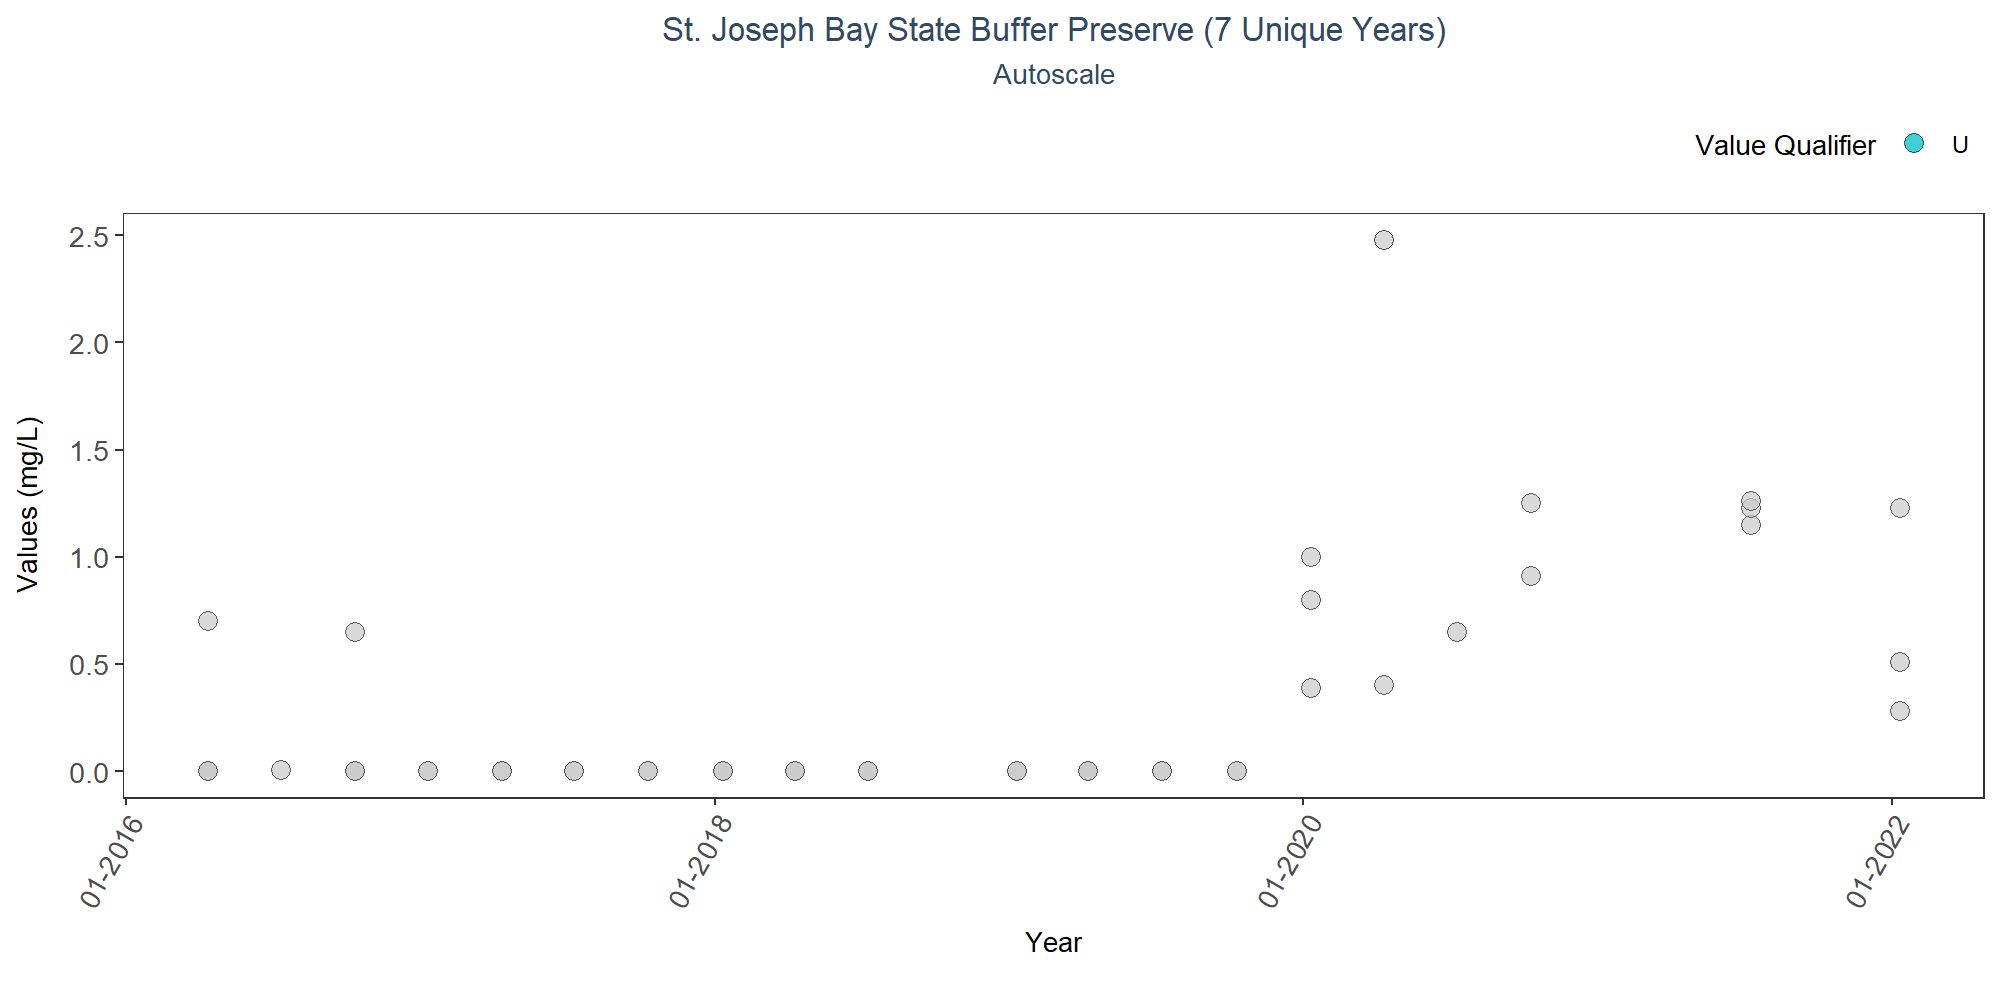 St. Joseph Bay State Buffer Preserve (7 Unique Years)
Autoscale
Value Qualifier U
Values (mg/L)
2.5
2.0
1.5
1.0
0.5
0.0
01-2016 01-2018 01-2020 01-2022
Year